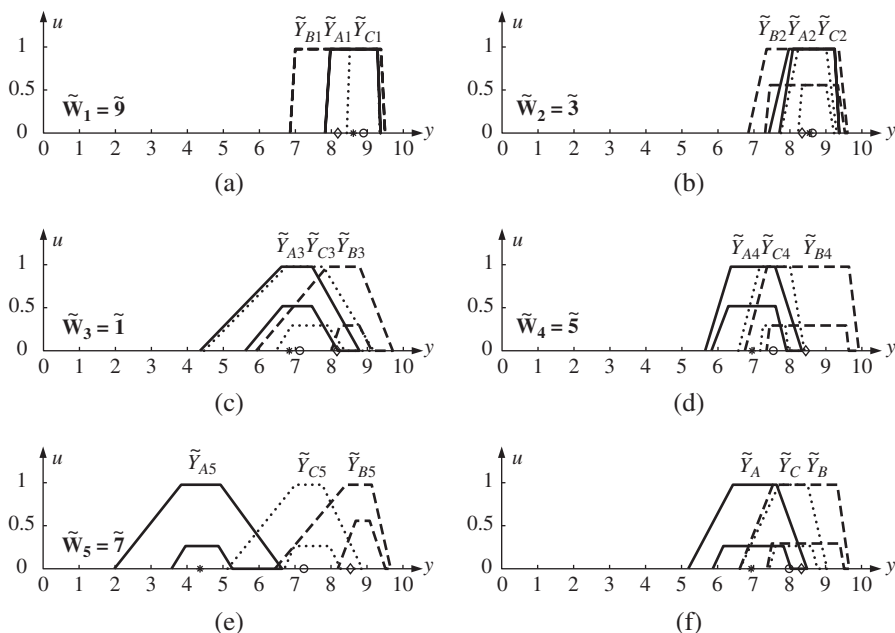 u
Ỹ_B1 Ỹ_A1 Ỹ_C1
1
0.5
W̃_1 = 9̃
0
0 1 2 3 4 5 6 7 8 9 10 y
(a)
u
Ỹ_B2 Ỹ_A2 Ỹ_C2
1
0.5
W̃_2 = 3̃
0
0 1 2 3 4 5 6 7 8 9 10 y
(b)
u
Ỹ_A3 Ỹ_C3 Ỹ_B3
1
0.5
W̃_3 = 1̃
0
0 1 2 3 4 5 6 7 8 9 10 y
(c)
u
Ỹ_A4 Ỹ_C4 Ỹ_B4
1
0.5
W̃_4 = 5̃
0
0 1 2 3 4 5 6 7 8 9 10 y
(d)
u
Ỹ_A5 Ỹ_C5 Ỹ_B5
1
0.5
W̃_5 = 7̃
0
0 1 2 3 4 5 6 7 8 9 10 y
(e)
u
Ỹ_A Ỹ_C Ỹ_B
1
0.5
0
0 1 2 3 4 5 6 7 8 9 10 y
(f)